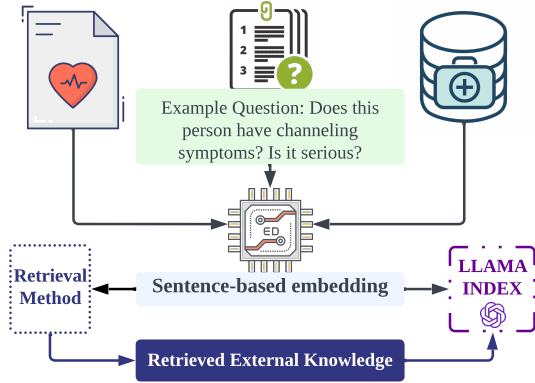 1
2
3
?
Example Question: Does this
person have channeling
symptoms? Is it serious?
ED
Retrieval
Method
Sentence-based embedding
LLAMA
INDEX
Retrieved External Knowledge